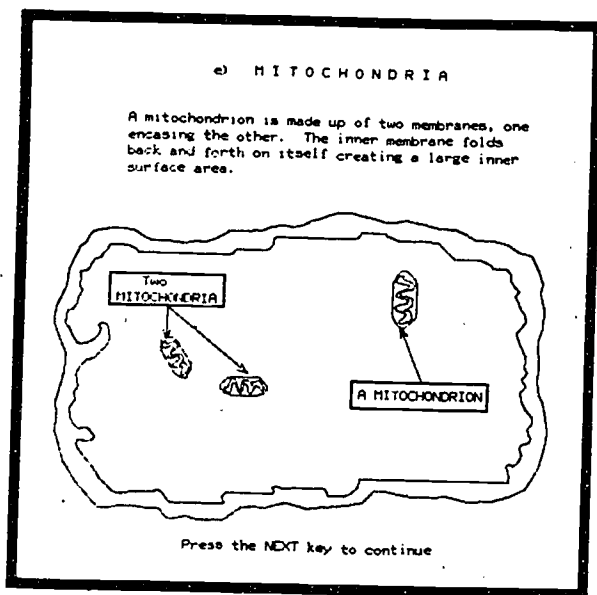 e) MITOCHONDRIA
A mitochondrion is made up of two membranes, one
encasing the other. The inner membrane folds
back and forth on itself creating a large inner
surface area.
Two
MITOCHONDRIA
A MITOCHONDRION
Press the NEXT key to continue